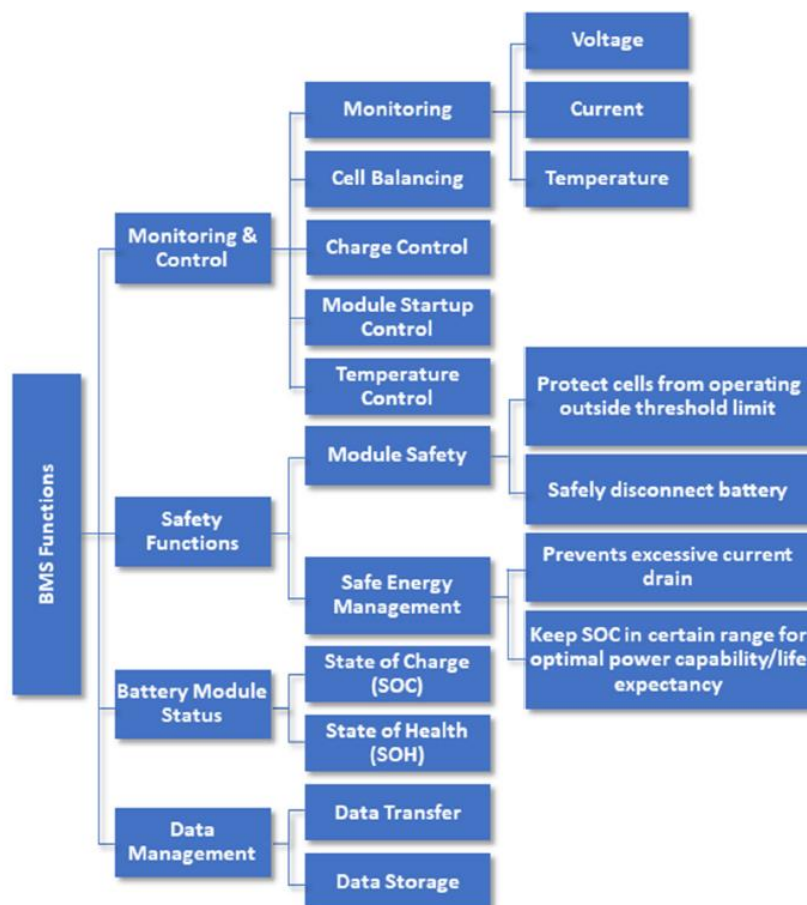 BMS Functions
Monitoring &
Control
Monitoring
Voltage
Current
Temperature
Cell Balancing
Charge Control
Module Startup
Control
Temperature
Control
Safety
Functions
Module Safety
Protect cells from operating
outside threshold limit
Safely disconnect battery
Safe Energy
Management
Prevents excessive current
drain
Keep SOC in certain range for
optimal power capability/life
expectancy
Battery Module
Status
State of Charge
(SOC)
State of Health
(SOH)
Data
Management
Data Transfer
Data Storage